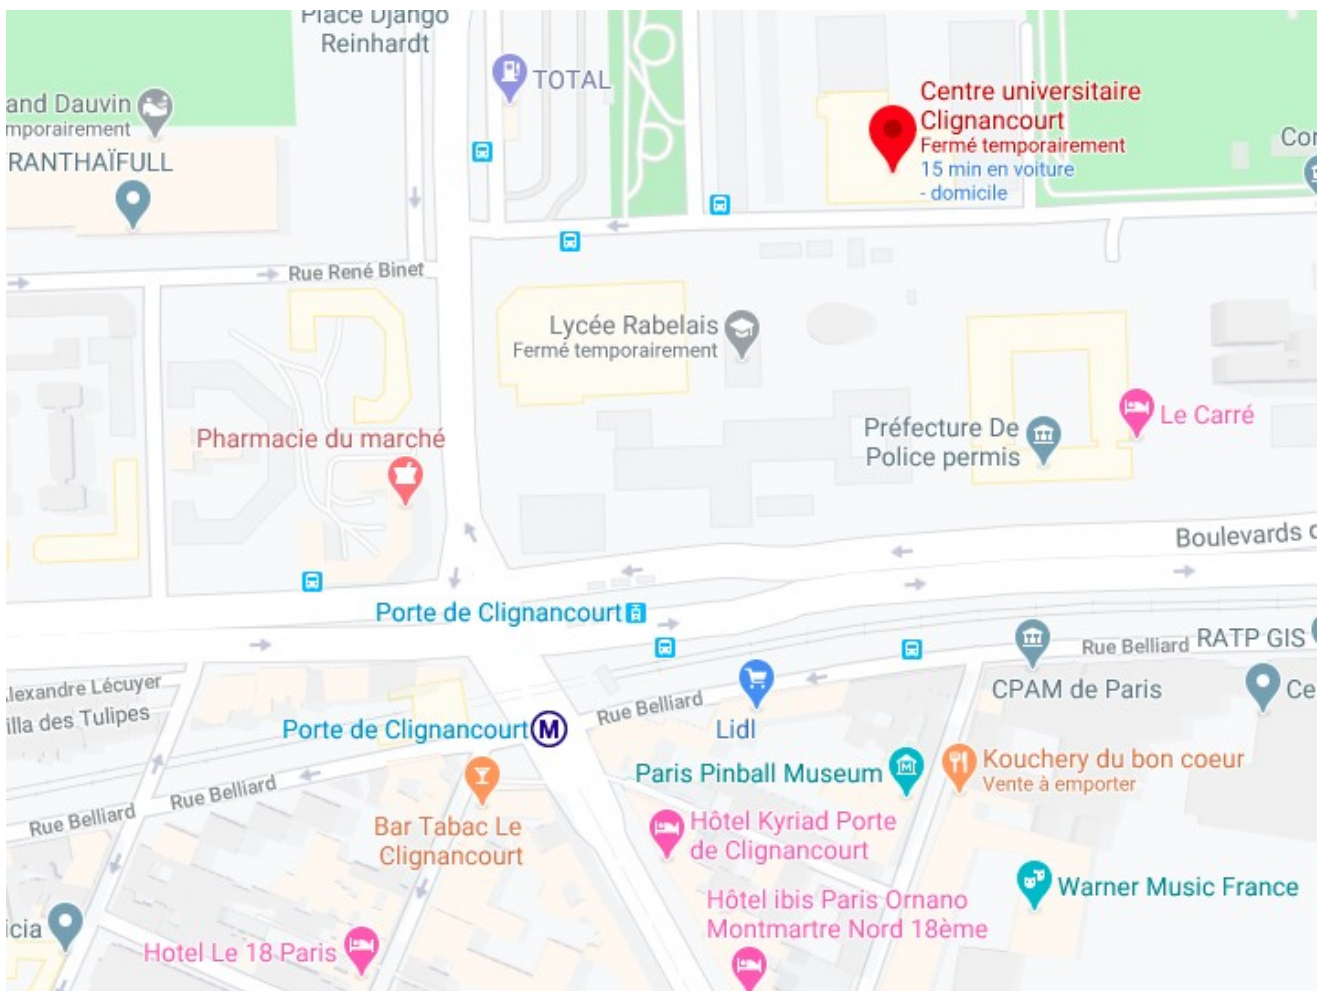 Place Django
Reinhardt
TOTAL
Centre universitaire
Clignancourt
Fermé temporairement
15 min en voiture
- domicile
and Dauvin
mporairement
RANTHAÏFULL
Cor
Rue René Binet
Lycée Rabelais
Fermé temporairement
Pharmacie du marché
Préfecture De
Police permis
Le Carré
Boulevards d
Porte de Clignancourt
Rue Belliard
RATP GIS
Alexandre Lécuyer
illa des Tulipes
CPAM de Paris
Ce
Rue Belliard
Lidl
Porte de Clignancourt
M
Paris Pinball Museum
M
Kouchery du bon coeur
Vente à emporter
Rue Belliard
Rue Belliard
Bar Tabac Le
Clignancourt
Hôtel Kyriad Porte
de Clignancourt
Warner Music France
Hôtel ibis Paris Ornano
Montmartre Nord 18ème
icia
Hotel Le 18 Paris